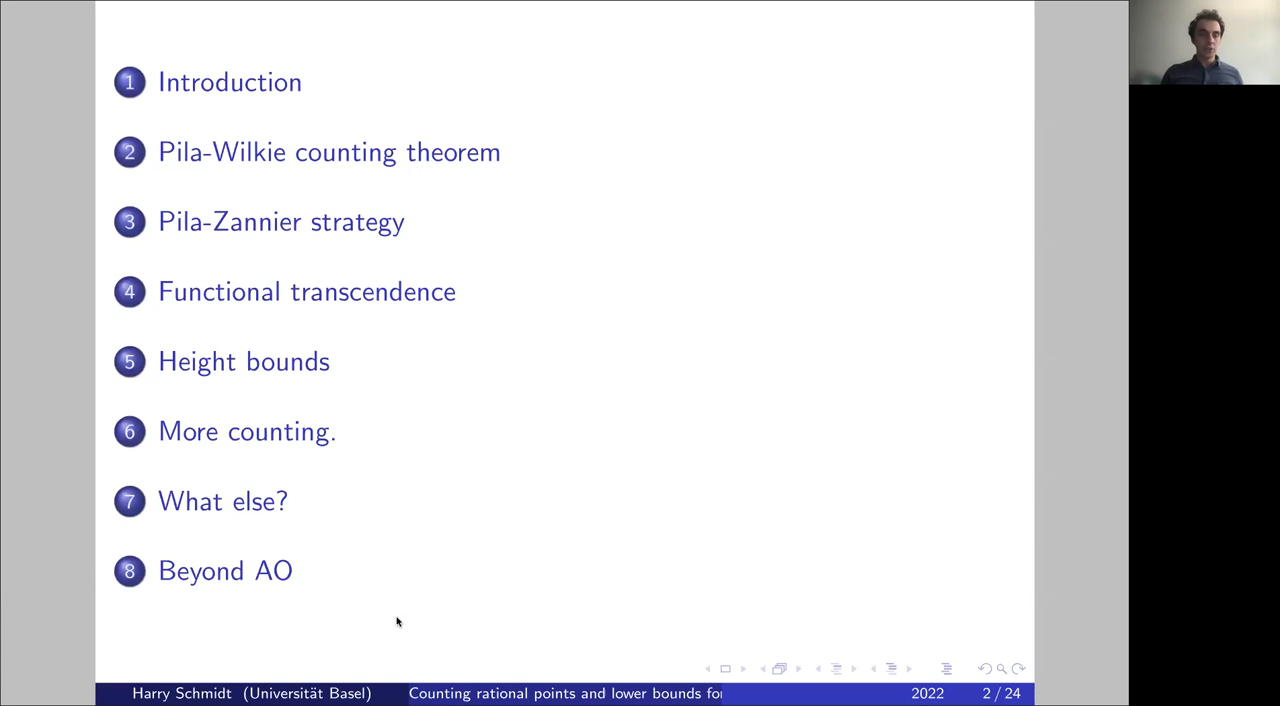 1 Introduction
2 Pila-Wilkie counting theorem
3 Pila-Zannier strategy
4 Functional transcendence
5 Height bounds
6 More counting.
7 What else?
8 Beyond AO
Harry Schmidt (Universität Basel) Counting rational points and lower bounds for 2022 2 / 24